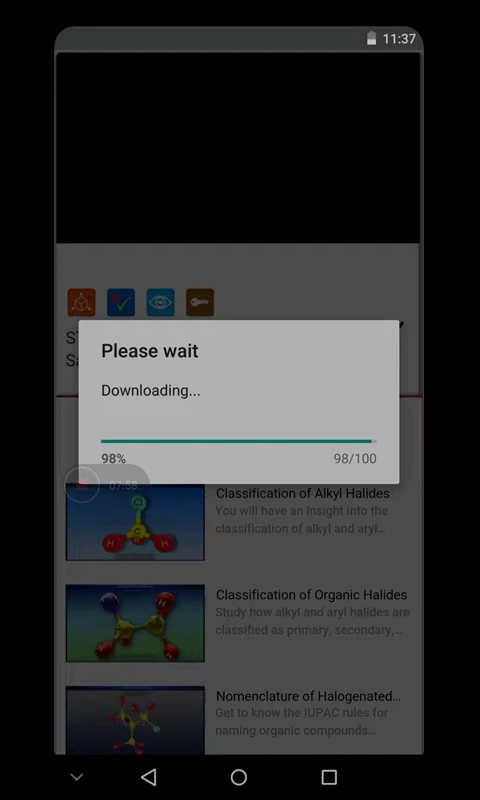 11:37
S
Sa
Please wait
Downloading...
98%
98/100
07:58
Classification of Alkyl Halides
You will have an insight into the
classification of alkyl and aryl...
Cl
H
C
H
Classification of Organic Halides
Study how alkyl and aryl halides are
classified as primary, secondary,...
Nomenclature of Halogenated...
Get to know the IUPAC rules for
naming organic compounds...